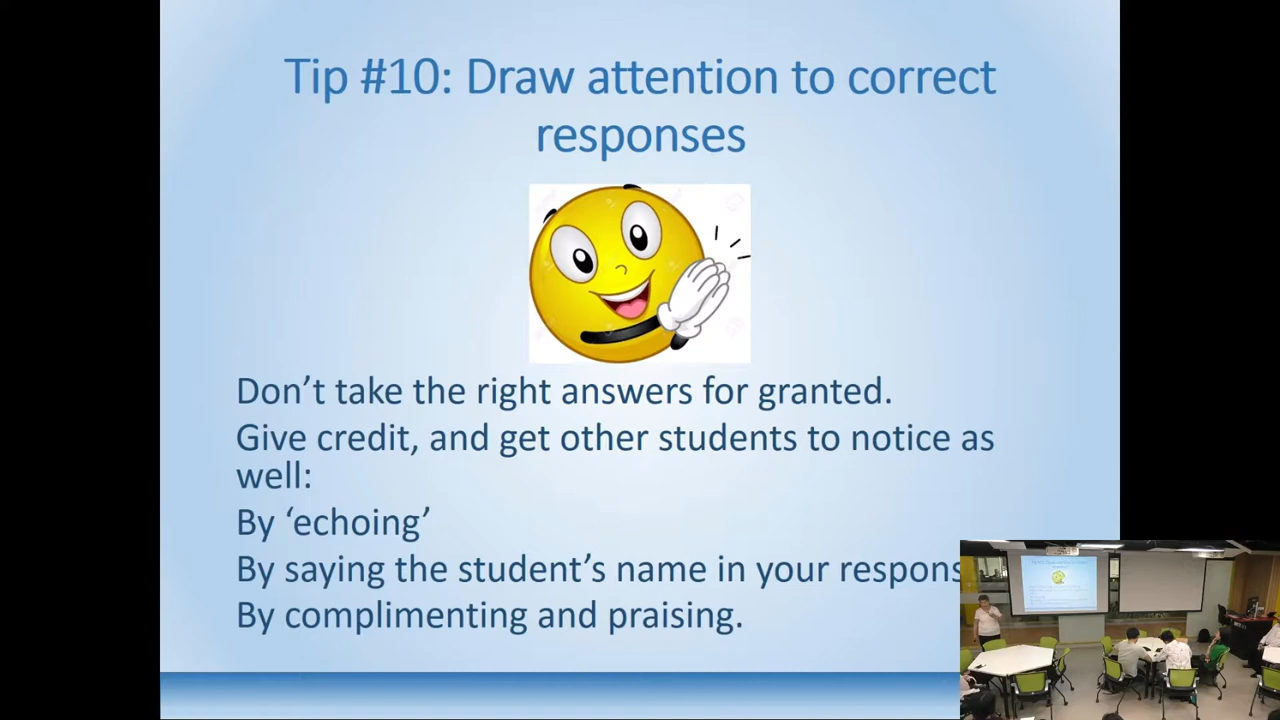 Tip #10: Draw attention to correct
responses
Don’t take the right answers for granted.
Give credit, and get other students to notice as
well:
By ‘echoing’
By saying the student’s name in your
By complimenting and praising.